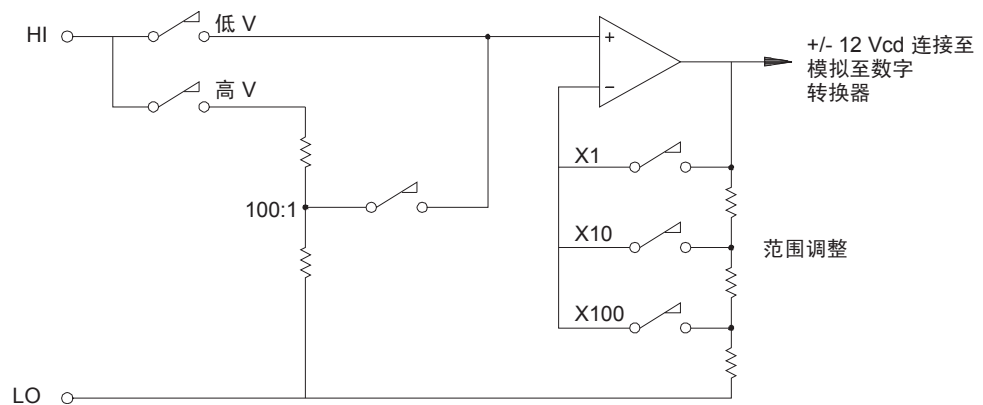 HI
低 V
高 V
100:1
LO
+
−
X1
X10
X100
+/- 12 Vcd 连接至
模拟至数字
转换器
范围调整